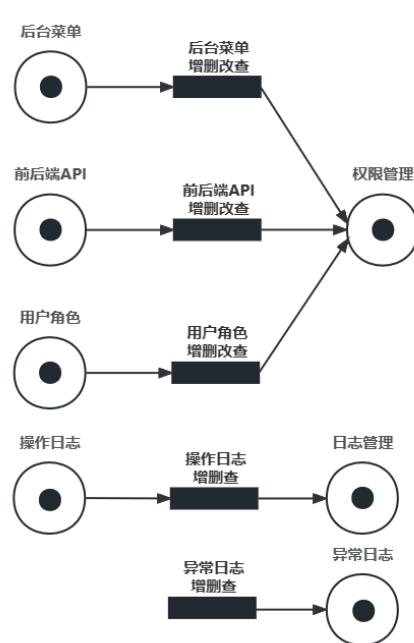 后台菜单
后台菜单
增删改查
前后端API
前后端API
增删改查
权限管理
用户角色
用户角色
增删改查
操作日志
操作日志
增删查
日志管理
异常日志
增删查
异常日志